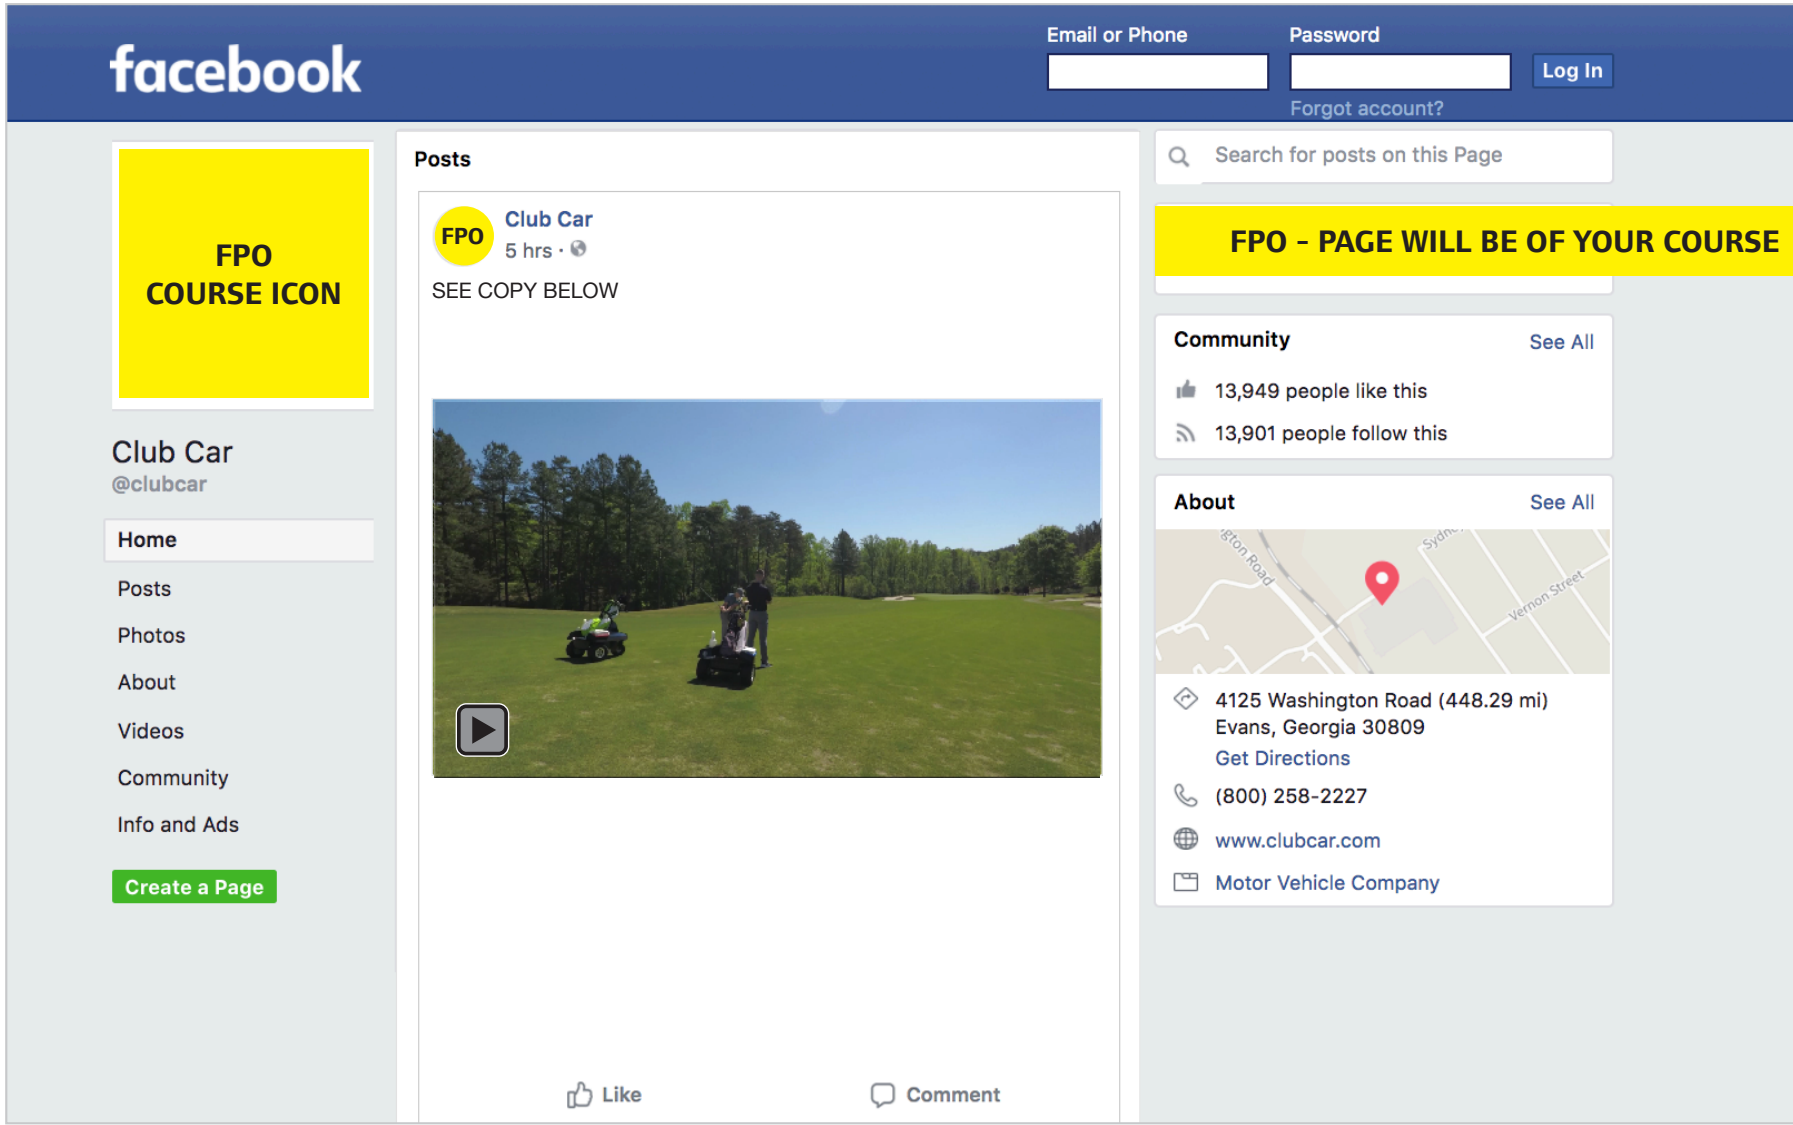 facebook
Email or Phone
Password
Log In
Forgot account?
FPO
COURSE ICON
Club Car
@clubcar
Home
Posts
Photos
About
Videos
Community
Info and Ads
Create a Page
Posts
FPO
Club Car
5 hrs ·
SEE COPY BELOW
Like
Comment
Search for posts on this Page
FPO - PAGE WILL BE OF YOUR COURSE
Community
See All
13,949 people like this
13,901 people follow this
About
See All
gton Road
Sydne
Vernon Street
4125 Washington Road (448.29 mi)
Evans, Georgia 30809
Get Directions
(800) 258-2227
www.clubcar.com
Motor Vehicle Company